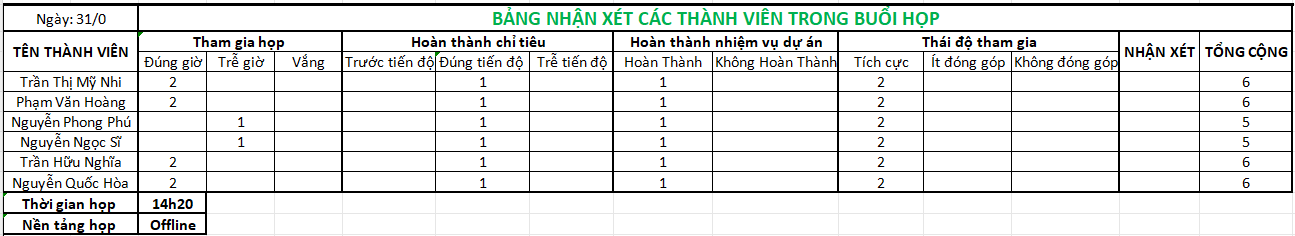 Ngày: 31/0 BẢNG NHẬN XÉT CÁC THÀNH VIÊN TRONG BUỔI HỌP
TÊN THÀNH VIÊN Tham gia họp Hoàn thành chỉ tiêu Hoàn thành nhiệm vụ dự án Thái độ tham gia NHẬN XÉT TỔNG CỘNG
Đúng giờ Trễ giờ Vắng Trước tiến độ Đúng tiến độ Trễ tiến độ Hoàn Thành Không Hoàn Thành Tích cực Ít đóng góp Không đóng góp
Trần Thị Mỹ Nhi 2 1 1 2 6
Phạm Văn Hoàng 2 1 1 2 6
Nguyễn Phong Phú 1 1 1 2 5
Nguyễn Ngọc Sĩ 1 1 1 2 5
Trần Hữu Nghĩa 2 1 1 2 6
Nguyễn Quốc Hòa 2 1 1 2 6
Thời gian họp 14h20
Nền tảng họp Offline